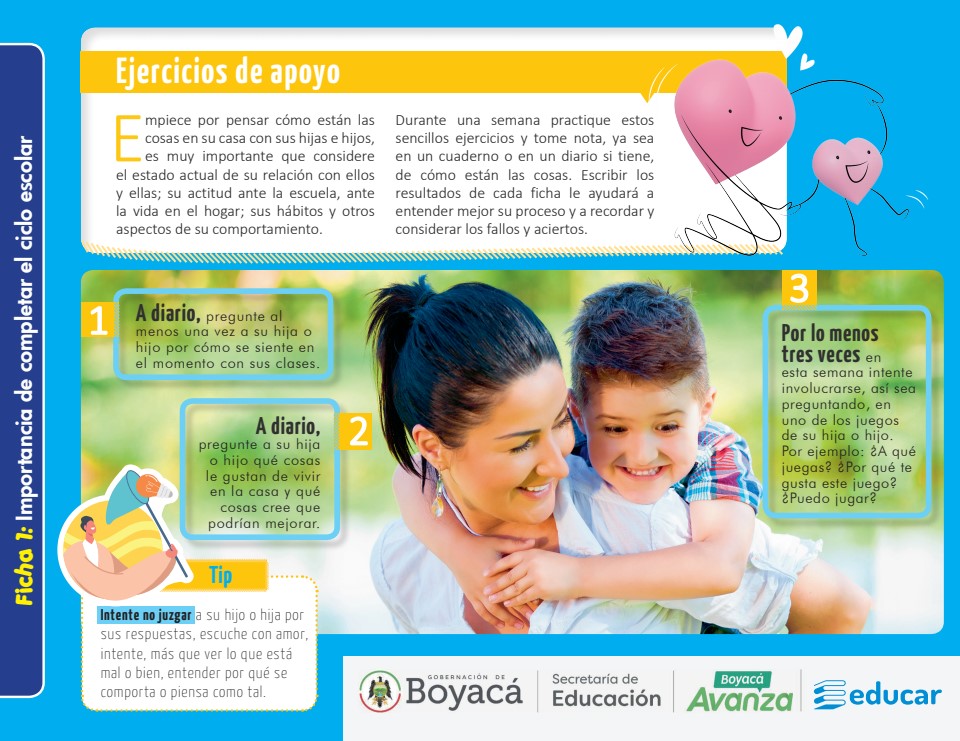 Ficha 1: Importancia de completar el ciclo escolar
Ejercicios de apoyo
Empiece por pensar cómo están las
cosas en su casa con sus hijas e hijos,
es muy importante que considere
el estado actual de su relación con ellos
y ellas; su actitud ante la escuela, ante
la vida en el hogar; sus hábitos y otros
aspectos de su comportamiento.
Durante una semana practique estos
sencillos ejercicios y tome nota, ya sea
en un cuaderno o en un diario si tiene,
de cómo están las cosas. Escribir los
resultados de cada ficha le ayudará a
entender mejor su proceso y a recordar y
considerar los fallos y aciertos.
1
A diario, pregunte al
menos una vez a su hija o
hijo por cómo se siente en
el momento con sus clases.
2
A diario,
pregunte a su hija
o hijo qué cosas
le gustan de vivir
en la casa y qué
cosas cree que
podrían mejorar.
3
Por lo menos
tres veces en
esta semana intente
involucrarse, así sea
preguntando, en
uno de los juegos
de su hija o hijo.
Por ejemplo: ¿A qué
juegas? ¿Por qué te
gusta este juego?
¿Puedo jugar?
Tip
Intente no juzgar a su hijo o hija por
sus respuestas, escuche con amor,
intente, más que ver lo que está
mal o bien, entender por qué se
comporta o piensa como tal.
GOBERNACIÓN DE
Boyacá
Secretaría de
Educación
Boyacá
Avanza
educar